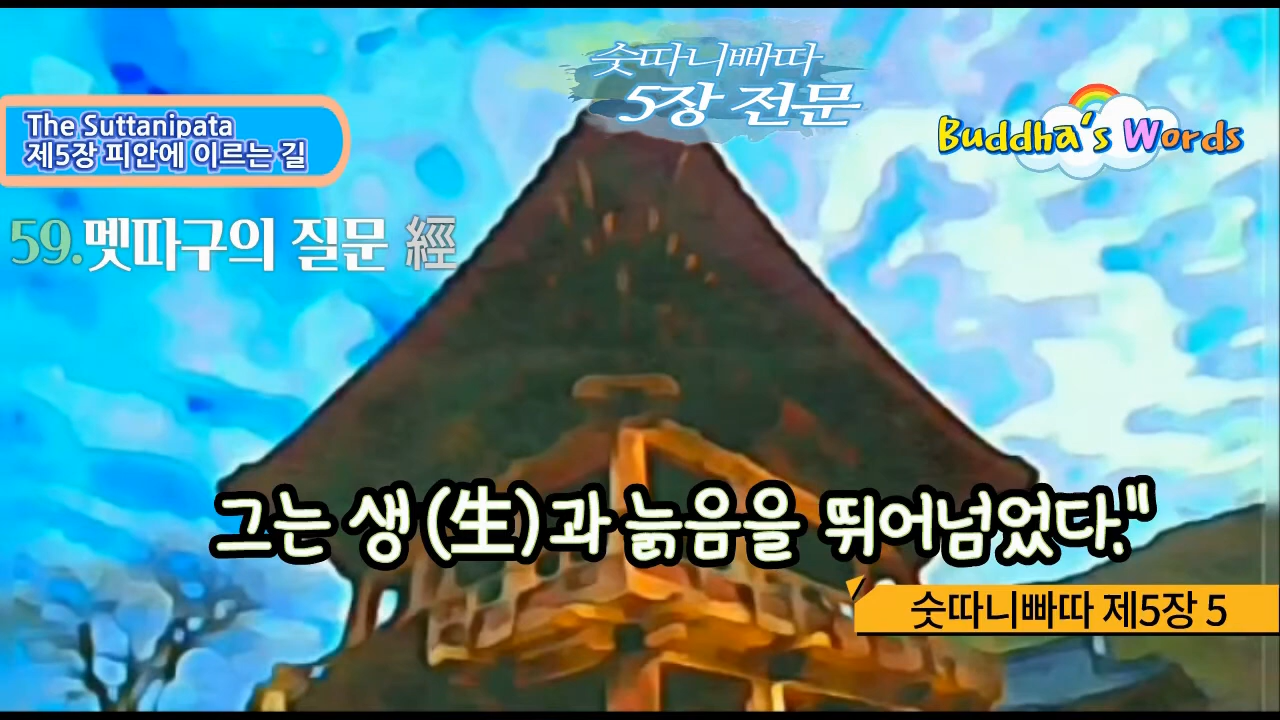 숫따니빠따
5장 전문
The Suttanipata
제5장 피안에 이르는 길
Buddha's Words
59.멧따구의 질문 經
그는 생(生)과 늙음을 뛰어넘었다."
숫따니빠따 제5장 5